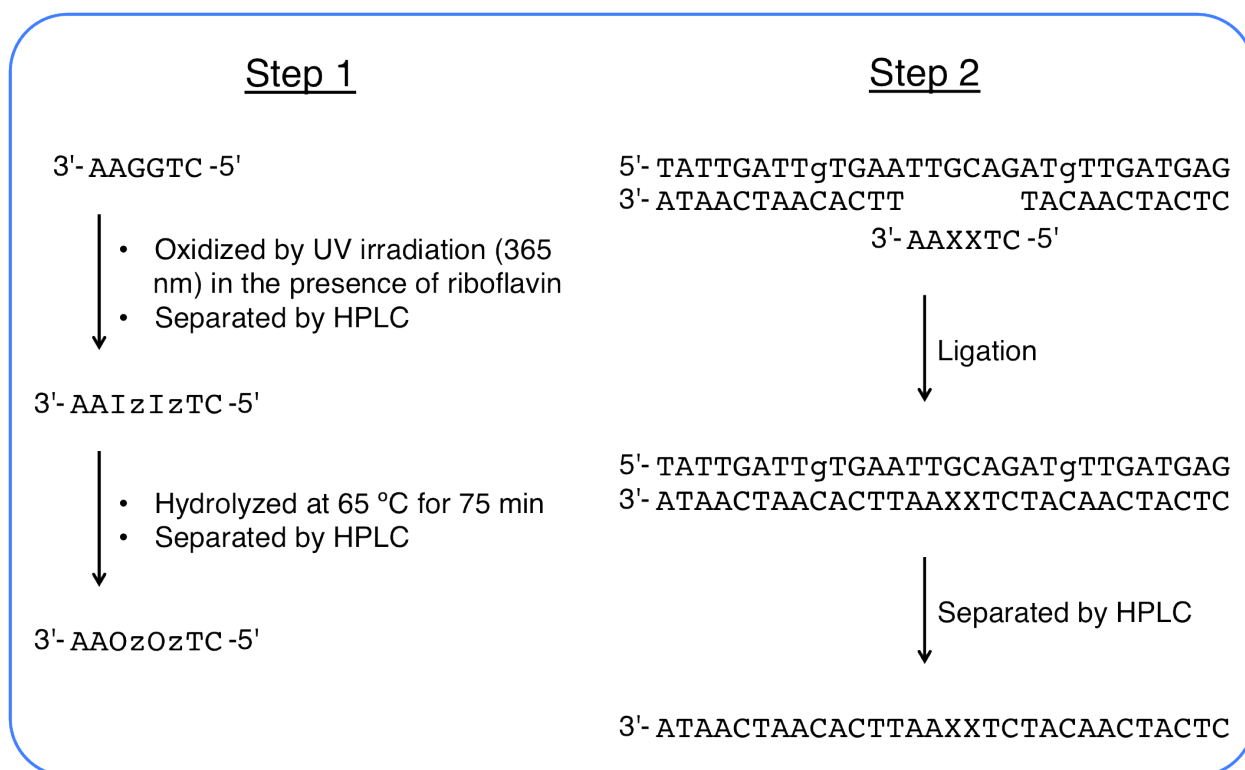 Step 1
3'- AAGGTC -5'
• Oxidized by UV irradiation (365
nm) in the presence of riboflavin
• Separated by HPLC
3'- AAIzIzTC -5'
• Hydrolyzed at 65 ºC for 75 min
• Separated by HPLC
3'- AAOzOzTC -5'
Step 2
5'- TATTGATTgTGAATTGCAGATgTTGATGAG
3'- ATAACTAACACTT TACAACTACTC
3'- AAXXTC -5'
Ligation
5'- TATTGATTgTGAATTGCAGATgTTGATGAG
3'- ATAACTAACACTTAAXXTCTACAACTACTC
Separated by HPLC
3'- ATAACTAACACTTAAXXTCTACAACTACTC